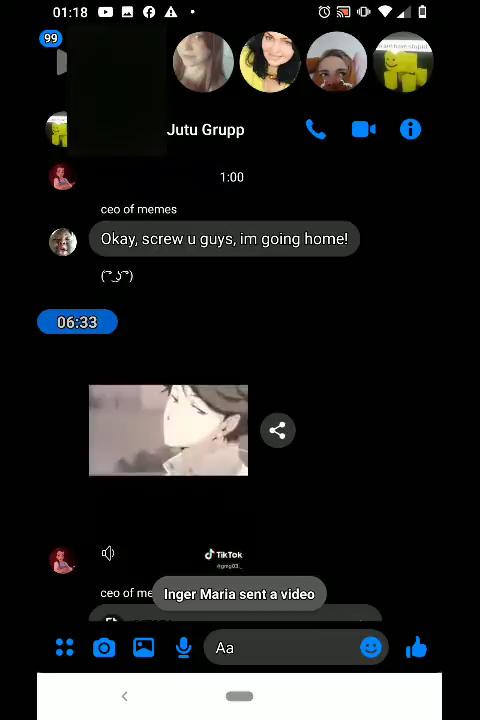 01:18
99
Jutu Grupp
1:00
ceo of memes
Okay, screw u guys, im going home!
( ͡° ͜ʖ ͡°)
06:33
TikTok
ceo of me
Inger Maria sent a video
Aa